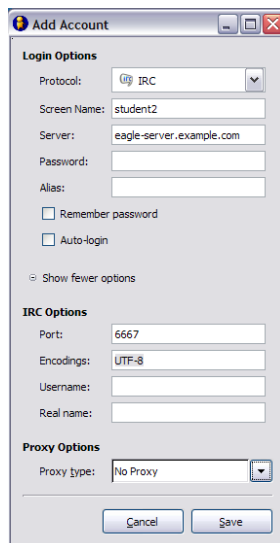 Add Account
Login Options
Protocol: IRC
Screen Name: student2
Server: eagle-server.example.com
Password:
Alias:
Remember password
Auto-login
Show fewer options
IRC Options
Port: 6667
Encodings: UTF-8
Username:
Real name:
Proxy Options
Proxy type: No Proxy
Cancel Save